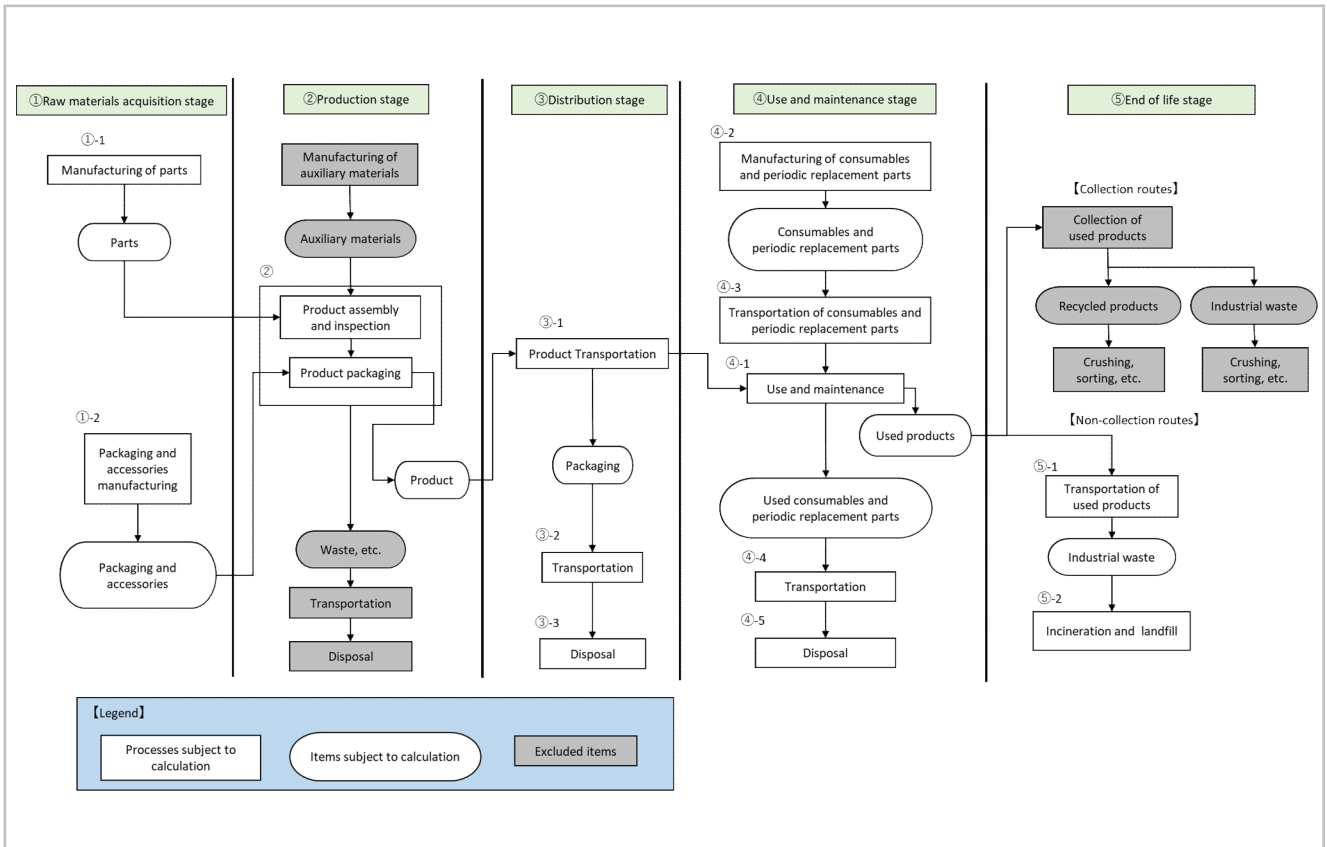 ①Raw materials acquisition stage
①-1
Manufacturing of parts
Parts
①-2
Packaging and
accessories
manufacturing
Packaging and
accessories
②Production stage
Manufacturing of
auxiliary materials
Auxiliary materials
②
Product assembly
and inspection
Product packaging
Product
Waste, etc.
Transportation
Disposal
③Distribution stage
③-1
Product Transportation
Packaging
③-2
Transportation
③-3
Disposal
④Use and maintenance stage
④-2
Manufacturing of consumables
and periodic replacement parts
Consumables and
periodic replacement parts
④-3
Transportation of consumables and
periodic replacement parts
④-1
Use and maintenance
Used products
Used consumables and
periodic replacement parts
④-4
Transportation
④-5
Disposal
⑤End of life stage
【Collection routes】
Collection of
used products
Recycled products
Industrial waste
Crushing,
sorting, etc.
Crushing,
sorting, etc.
【Non-collection routes】
⑤-1
Transportation of
used products
Industrial waste
⑤-2
Incineration and landfill
【Legend】
Processes subject to
calculation
Items subject to calculation
Excluded items